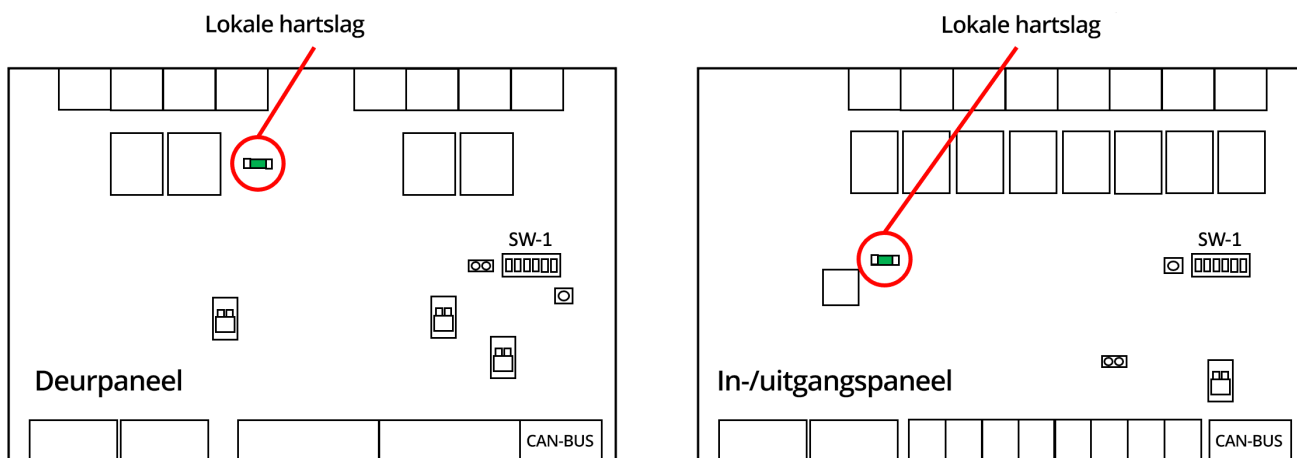 Lokale hartslag
SW-1
Deurpaneel
CAN-BUS
Lokale hartslag
SW-1
In-/uitgangspaneel
CAN-BUS